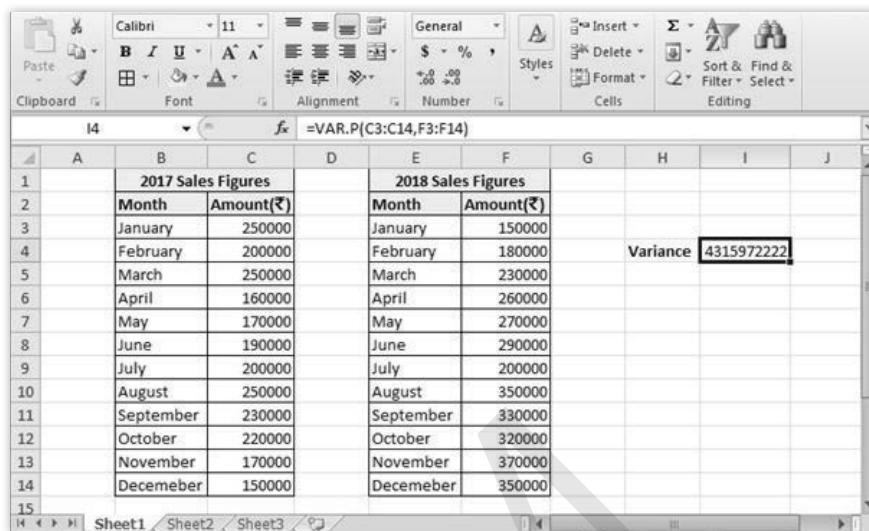 Calibri 11 General Σ
Insert
B I U A A $ % , Delete
Paste Styles Format Sort & Find &
A .0 .00 .00 .0 Filter Select
Clipboard Font Alignment Number Cells Editing
I4 fx =VAR.P(C3:C14,F3:F14)
A B C D E F G H I J
1 2017 Sales Figures 2018 Sales Figures
2 Month Amount(₹) Month Amount(₹)
3 January 250000 January 150000
4 February 200000 February 180000 Variance 4315972222
5 March 250000 March 230000
6 April 160000 April 260000
7 May 170000 May 270000
8 June 190000 June 290000
9 July 200000 July 200000
10 August 250000 August 350000
11 September 230000 September 330000
12 October 220000 October 320000
13 November 170000 November 370000
14 Decemeber 150000 Decemeber 350000
15
Sheet1 Sheet2 Sheet3